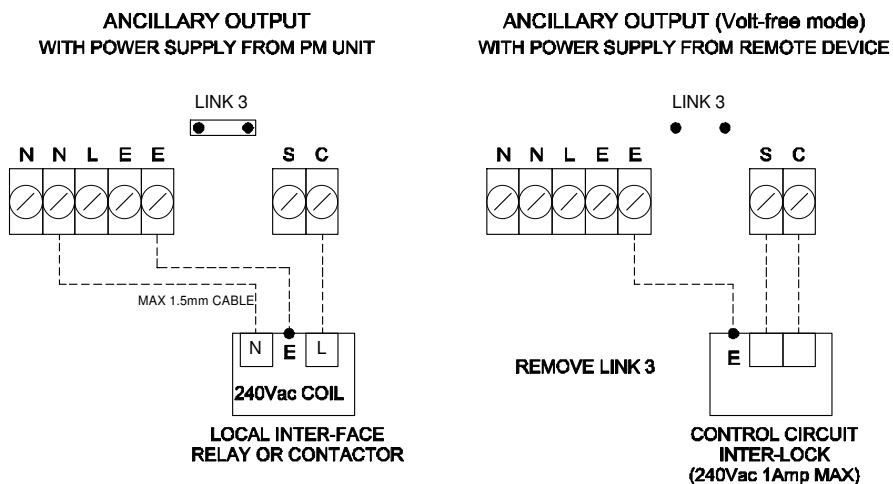 ANCILLARY OUTPUT
WITH POWER SUPPLY FROM PM UNIT
LINK 3
N N L E E S C
MAX 1.5mm CABLE
N E L
240Vac COIL
LOCAL INTER-FACE
RELAY OR CONTACTOR
ANCILLARY OUTPUT (Volt-free mode)
WITH POWER SUPPLY FROM REMOTE DEVICE
LINK 3
N N L E E S C
E
REMOVE LINK 3
CONTROL CIRCUIT
INTER-LOCK
(240Vac 1Amp MAX)